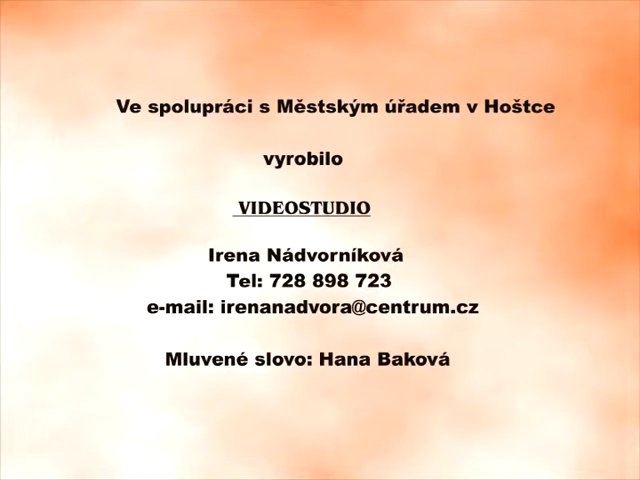 Ve spolupráci s Městským úřadem v Hoštce
vyrobilo
VIDEOSTUDIO
Irena Nádvorníková
Tel: 728 898 723
e-mail: irenanadvora@centrum.cz
Mluvené slovo: Hana Baková